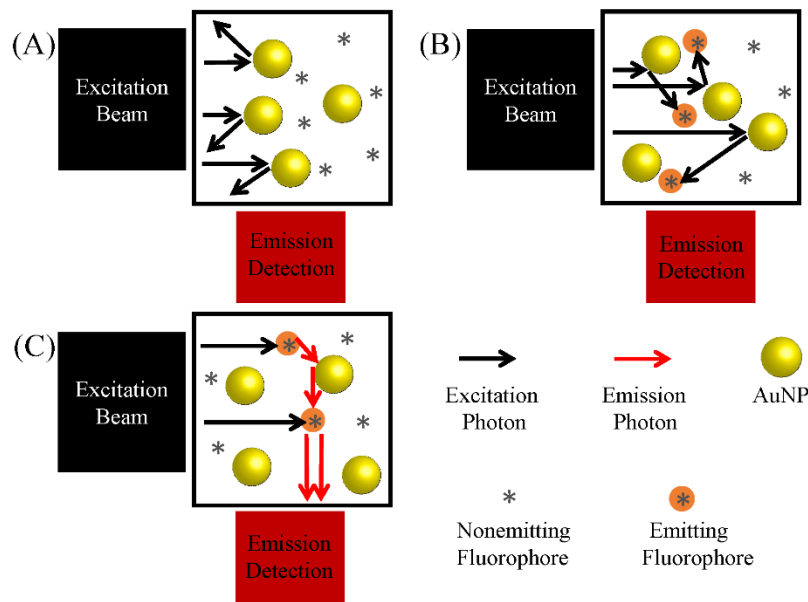 (A)
Excitation
Beam
Emission
Detection
(B)
Excitation
Beam
Emission
Detection
(C)
Excitation
Beam
Emission
Detection
Excitation
Photon
Emission
Photon
AuNP
Nonemitting
Fluorophore
Emitting
Fluorophore